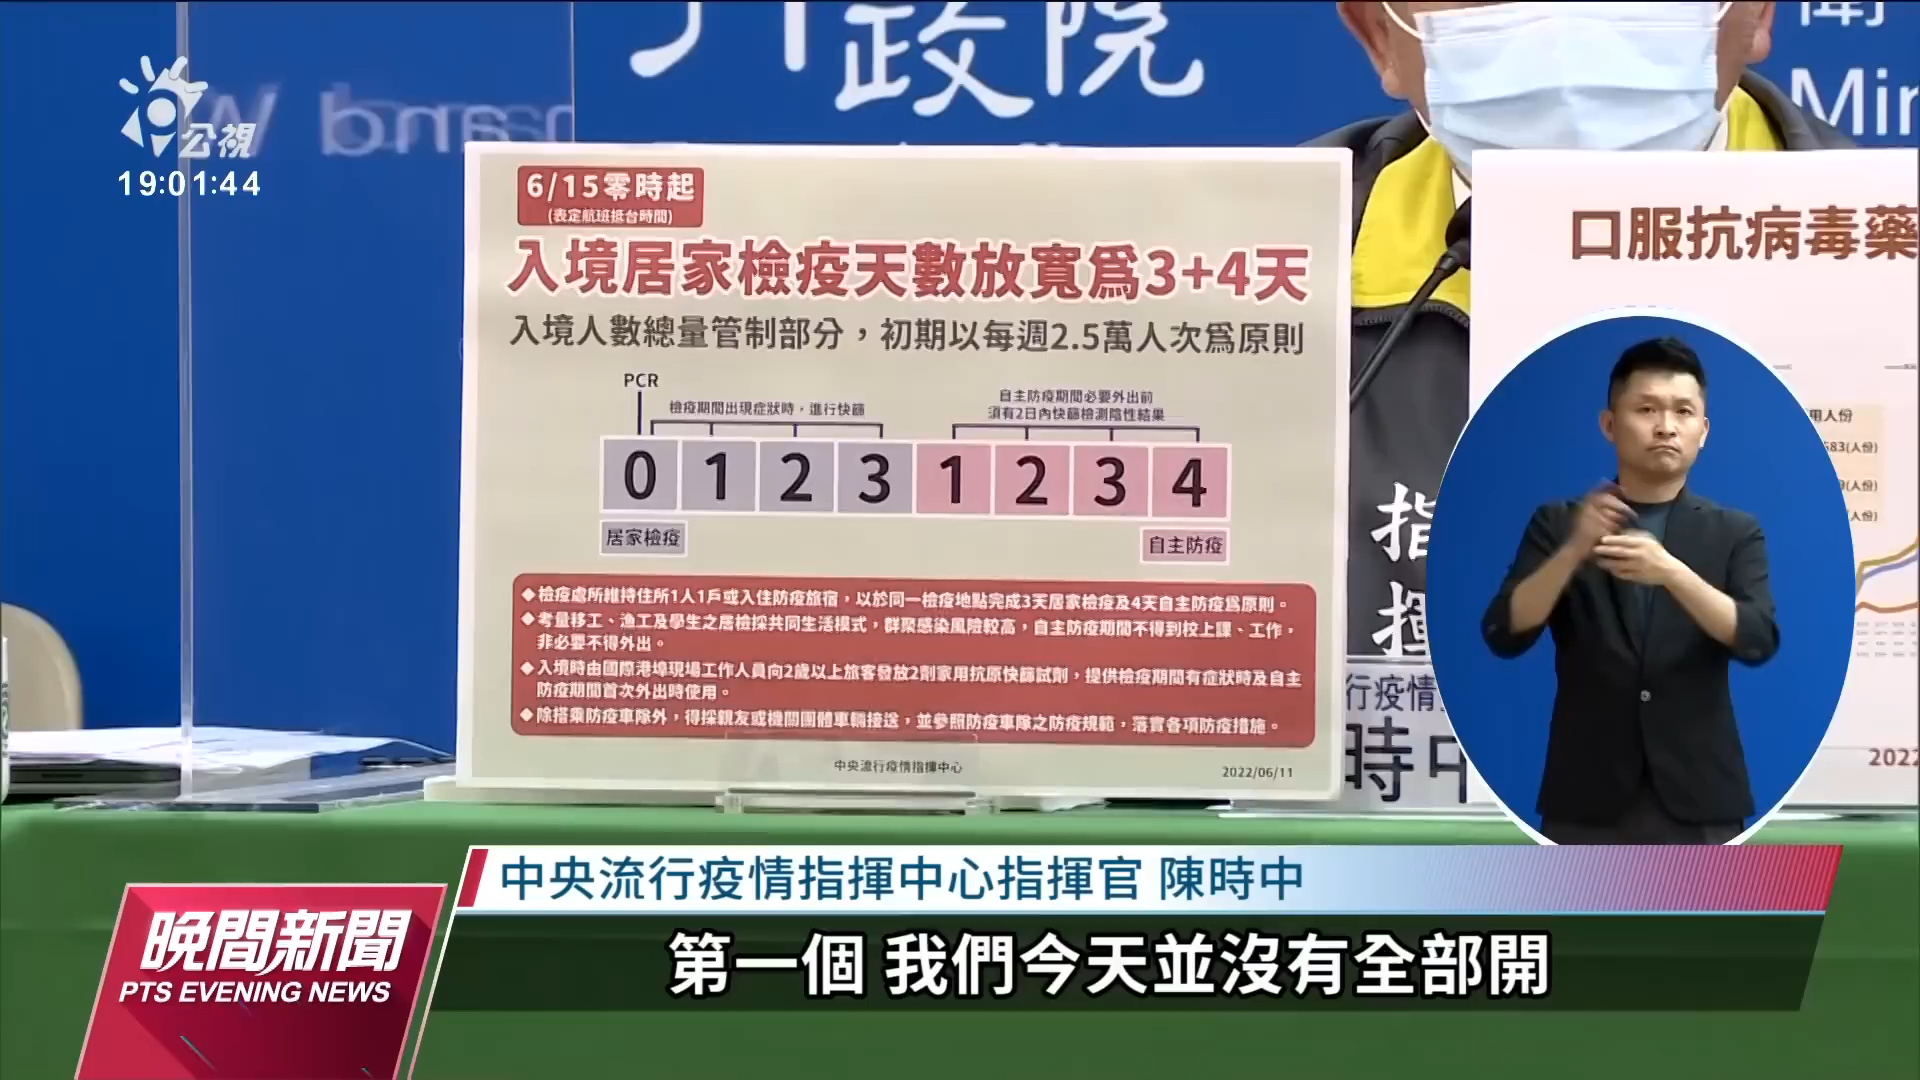 行政院
and W
Min
公視
19:01:44
6/15零時起
(表定航班抵台時間)
入境居家檢疫天數放寬為3+4天
入境人數總量管制部分，初期以每週2.5萬人次為原則
PCR
檢疫期間出現症狀時，進行快篩
自主防疫期間必要外出前
須有2日內快篩檢測陰性結果
0 1 2 3 1 2 3 4
居家檢疫
自主防疫
◆檢疫處所維持住所1人1戶或入住防疫旅宿，以於同一檢疫地點完成3天居家檢疫及4天自主防疫為原則。
◆考量移工、漁工及學生之居檢採共同生活模式，群聚感染風險較高，自主防疫期間不得到校上課、工作，
非必要不得外出。
◆入境時由國際港埠現場工作人員向2歲以上旅客發放2劑家用抗原快篩試劑，提供檢疫期間有症狀時及自主
防疫期間首次外出時使用。
◆除搭乘防疫車隊外，得採親友或機關團體車輛接送，並參照防疫車隊之防疫規範，落實各項防疫措施。
中央流行疫情指揮中心
2022/06/11
口服抗病毒藥
用人份
683(人份)
(人份)
(人份)
2022
指
揮
行疫情
時中
中央流行疫情指揮中心指揮官 陳時中
第一個 我們今天並沒有全部開
晚間新聞
PTS EVENING NEWS